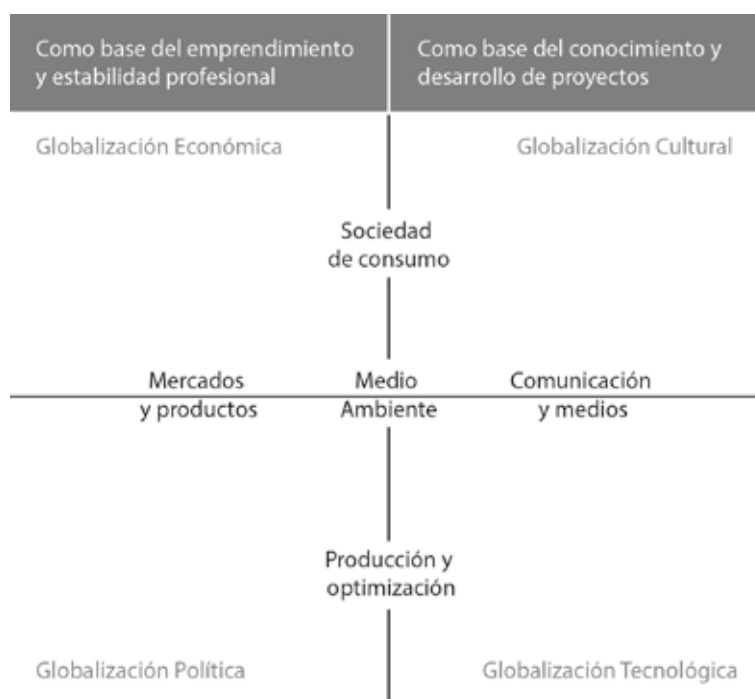 Como base del emprendimiento
y estabilidad profesional
Como base del conocimiento y
desarrollo de proyectos
Globalización Económica
Globalización Cultural
Sociedad
de consumo
Mercados
y productos
Medio
Ambiente
Comunicación
y medios
Producción y
optimización
Globalización Política
Globalización Tecnológica